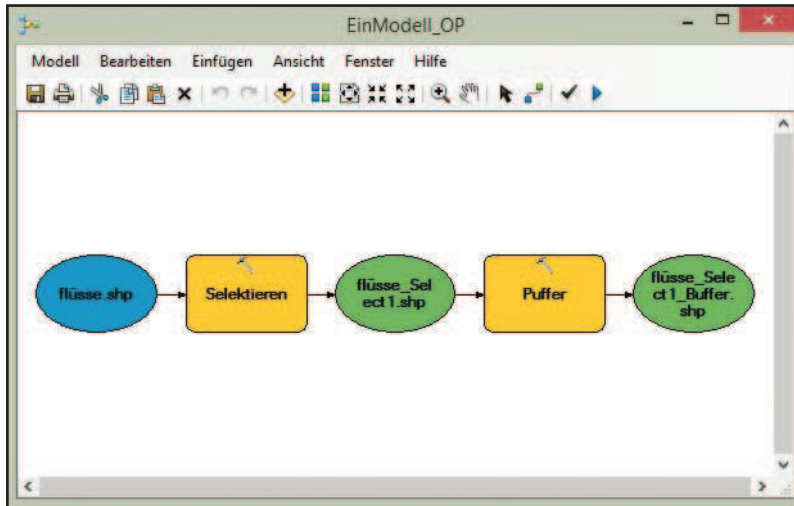 EinModell_OP
Modell Bearbeiten Einfügen Ansicht Fenster Hilfe
flüsse.shp
Selektieren
flüsse_Sel
ect1.shp
Puffer
flüsse_Sele
ct1_Buffer.
shp